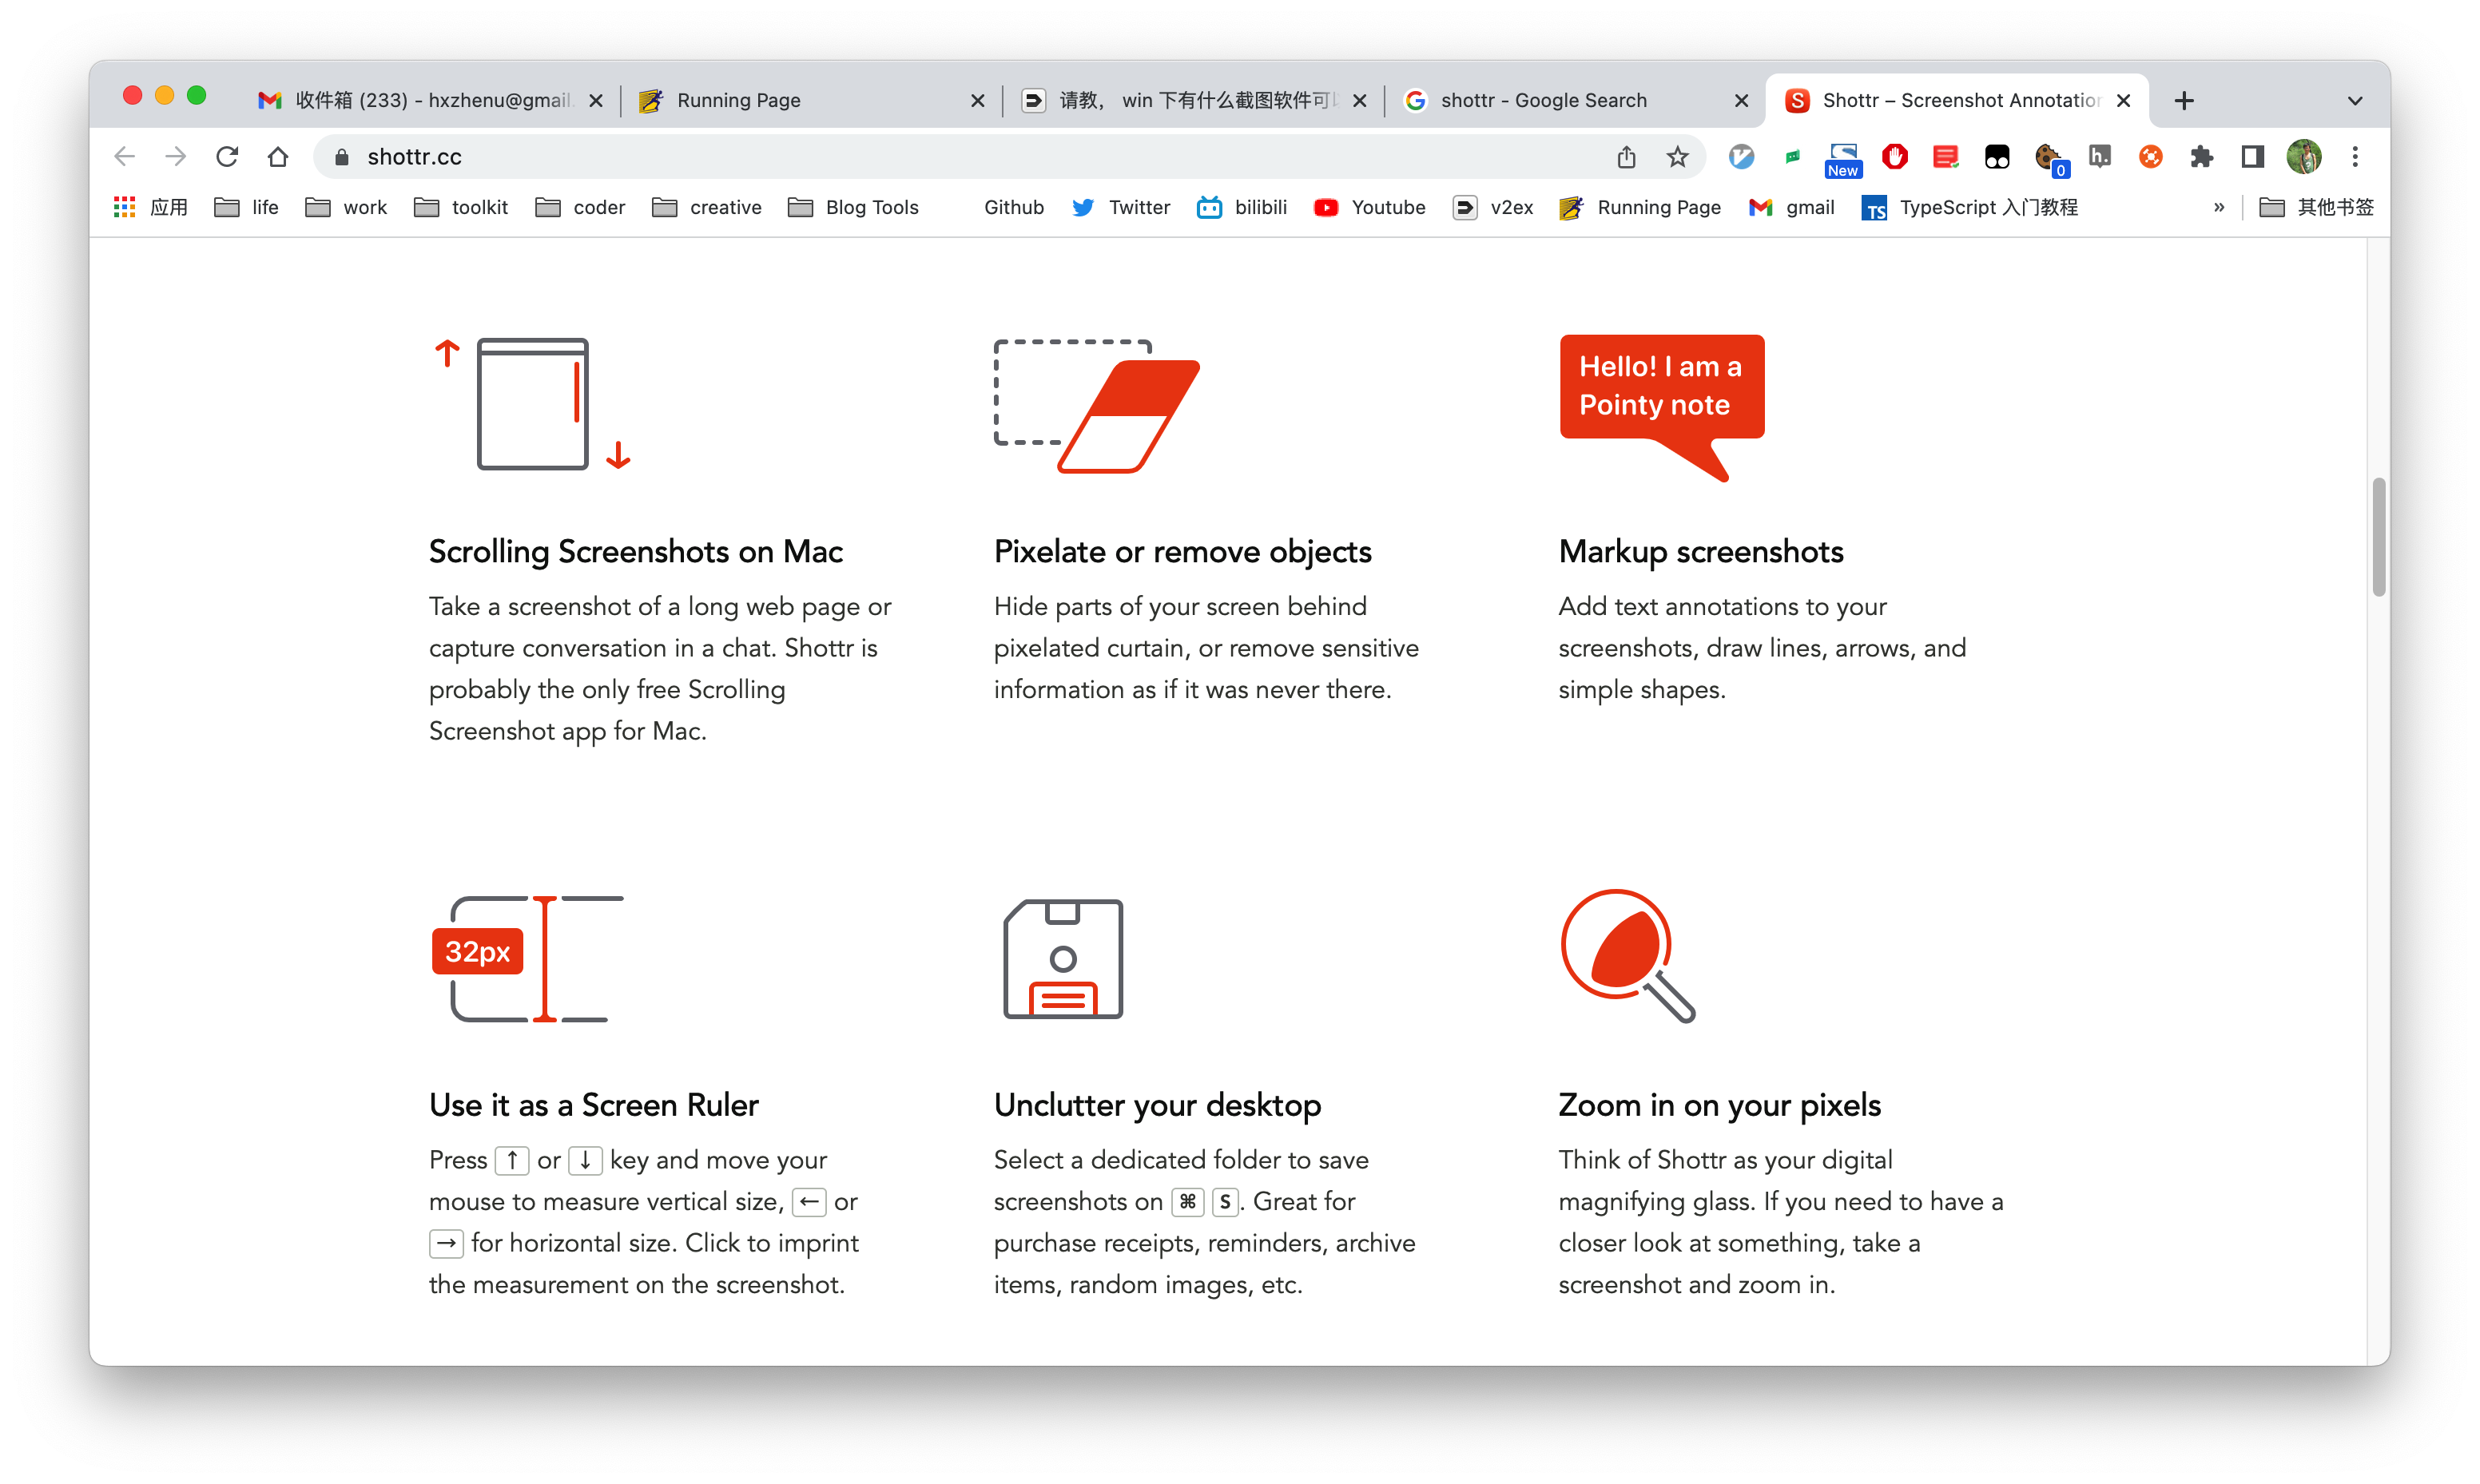 收件箱 (233) - hxzhenu@gmail.
Running Page
请教， win 下有什么截图软件可
shottr - Google Search
S
Shottr – Screenshot Annotation
shottr.cc
New
0
h.
应用
life
work
toolkit
coder
creative
Blog Tools
Github
Twitter
bilibili
Youtube
v2ex
Running Page
gmail
TS
TypeScript 入门教程
»
其他书签
Hello! I am a
Pointy note
Scrolling Screenshots on Mac
Take a screenshot of a long web page or
capture conversation in a chat. Shottr is
probably the only free Scrolling
Screenshot app for Mac.
Pixelate or remove objects
Hide parts of your screen behind
pixelated curtain, or remove sensitive
information as if it was never there.
Markup screenshots
Add text annotations to your
screenshots, draw lines, arrows, and
simple shapes.
32px
Use it as a Screen Ruler
Press ↑ or ↓ key and move your
mouse to measure vertical size, ← or
→ for horizontal size. Click to imprint
the measurement on the screenshot.
Unclutter your desktop
Select a dedicated folder to save
screenshots on ⌘ S. Great for
purchase receipts, reminders, archive
items, random images, etc.
Zoom in on your pixels
Think of Shottr as your digital
magnifying glass. If you need to have a
closer look at something, take a
screenshot and zoom in.